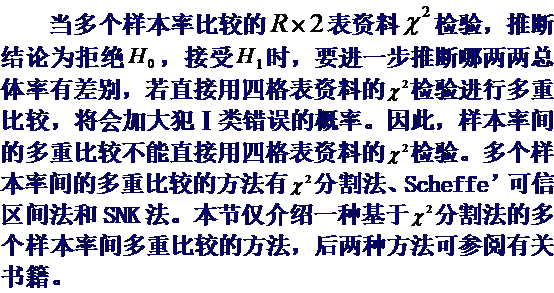 当多个样本率比较的R×2表资料χ²检验，推断
结论为拒绝H₀，接受H₁时，要进一步推断哪两两总
体率有差别，若直接用四格表资料的χ²检验进行多重
比较，将会加大犯Ⅰ类错误的概率。因此，样本率间
的多重比较不能直接用四格表资料的χ²检验。多个样
本率间的多重比较的方法有χ²分割法、Scheffe’可信
区间法和SNK法。本节仅介绍一种基于χ²分割法的多
个样本率间多重比较的方法，后两种方法可参阅有关
书籍。